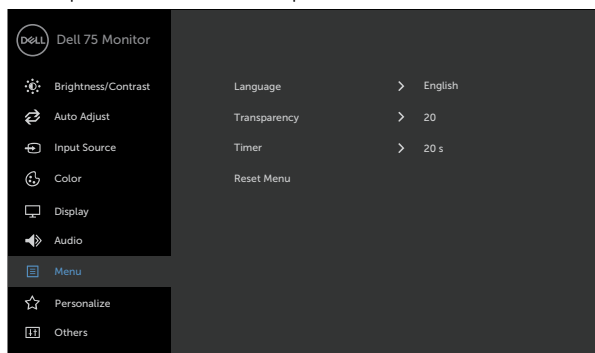 DELL Dell 75 Monitor
Brightness/Contrast
Auto Adjust
Input Source
Color
Display
Audio
Menu
Personalize
Others
Language > English
Transparency > 20
Timer > 20 s
Reset Menu